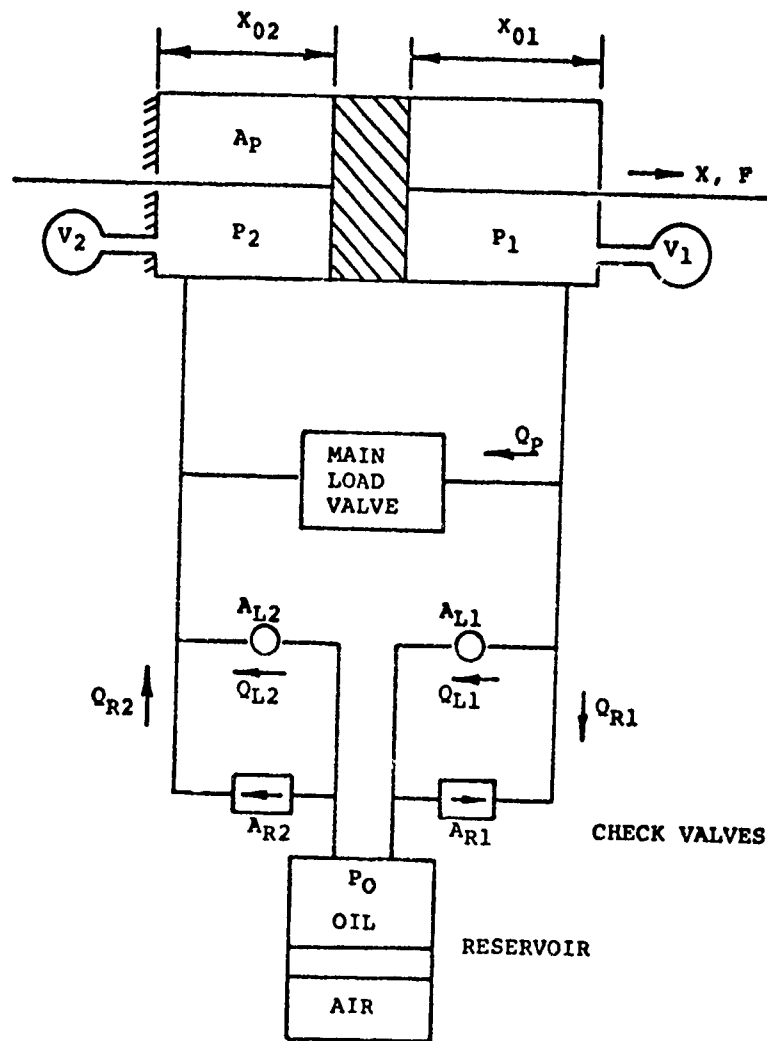 X02 X01
AP
X, F
V2 P2 P1 V1
QP
MAIN
LOAD
VALVE
AL2 AL1
QL2 QL1
QR2 QR1
AR2 AR1
CHECK VALVES
PO
OIL
RESERVOIR
AIR